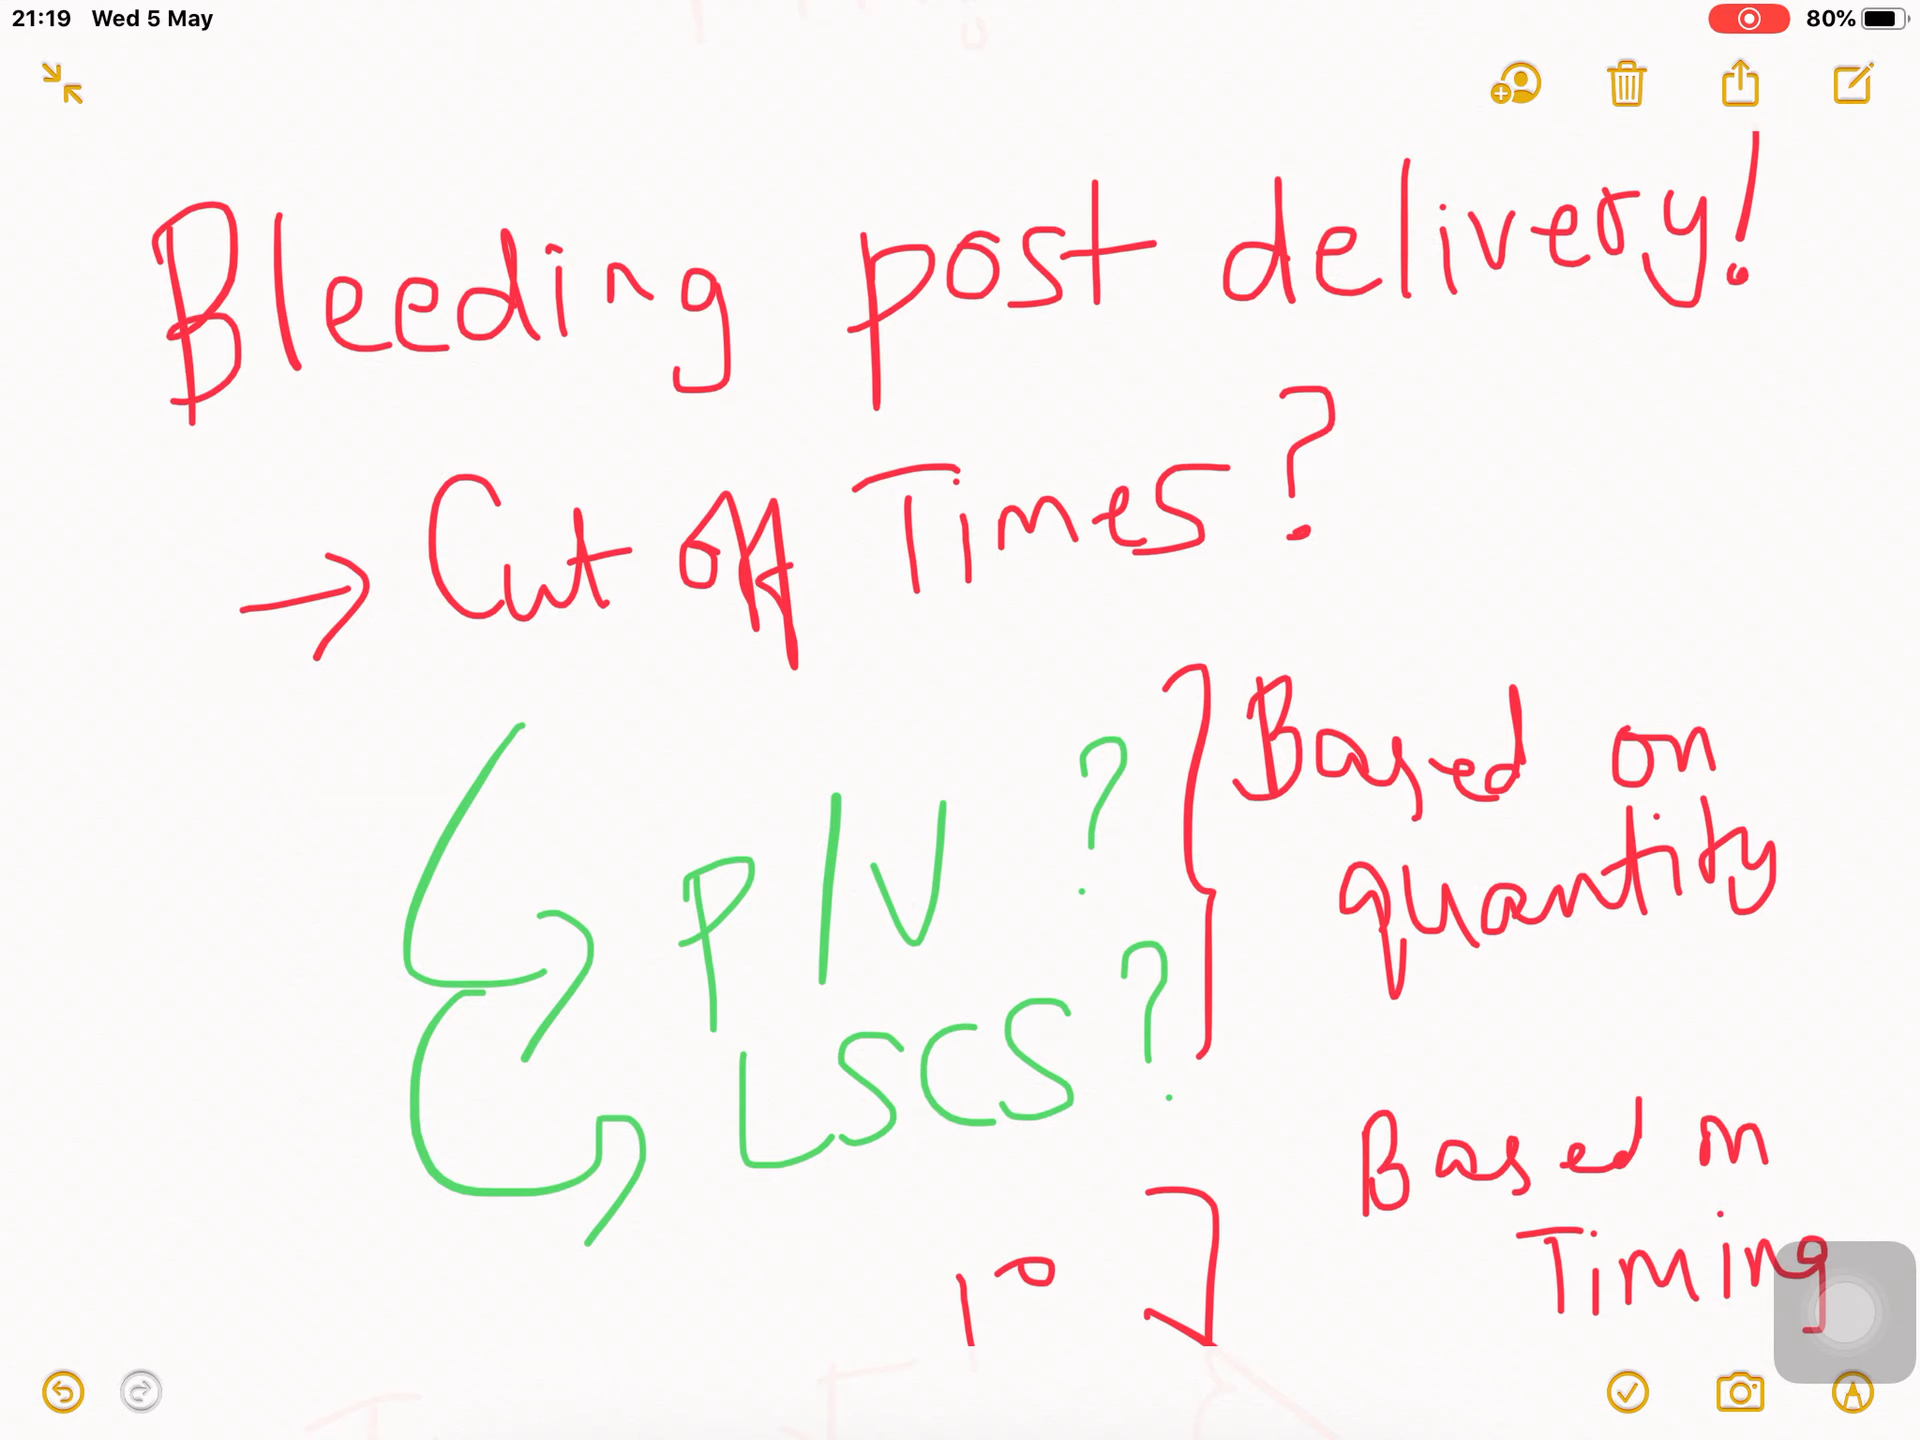 21:19 Wed 5 May
80%
Bleeding post delivery!
→ Cut off Times?
P/V ?
LSCS ?
Based on
quantity
1°
Based on
Timing